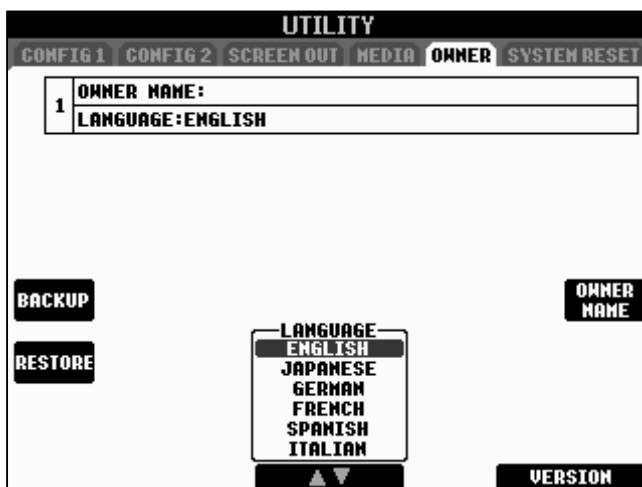 UTILITY
CONFIG 1 CONFIG 2 SCREEN OUT MEDIA OWNER SYSTEM RESET
1
OWNER NAME:
LANGUAGE:ENGLISH
BACKUP
OWNER
NAME
RESTORE
LANGUAGE
ENGLISH
JAPANESE
GERMAN
FRENCH
SPANISH
ITALIAN
VERSION